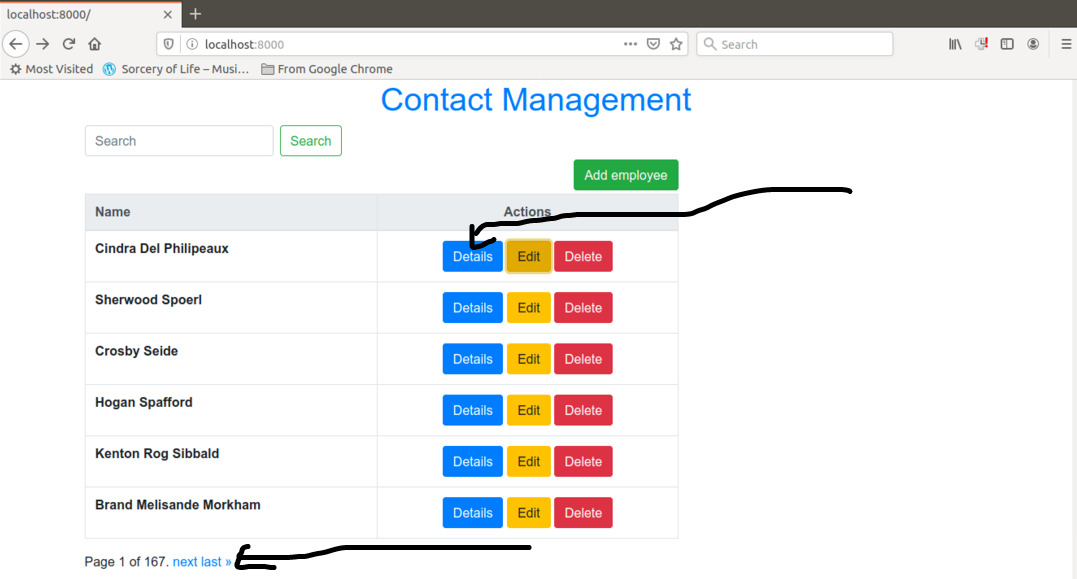 localhost:8000/
localhost:8000 Search
Most Visited Sorcery of Life – Musi… From Google Chrome
Contact Management
Search Search
Add employee
Name Actions
Cindra Del Philipeaux Details Edit Delete
Sherwood Spoerl Details Edit Delete
Crosby Seide Details Edit Delete
Hogan Spafford Details Edit Delete
Kenton Rog Sibbald Details Edit Delete
Brand Melisande Morkham Details Edit Delete
Page 1 of 167. next last »